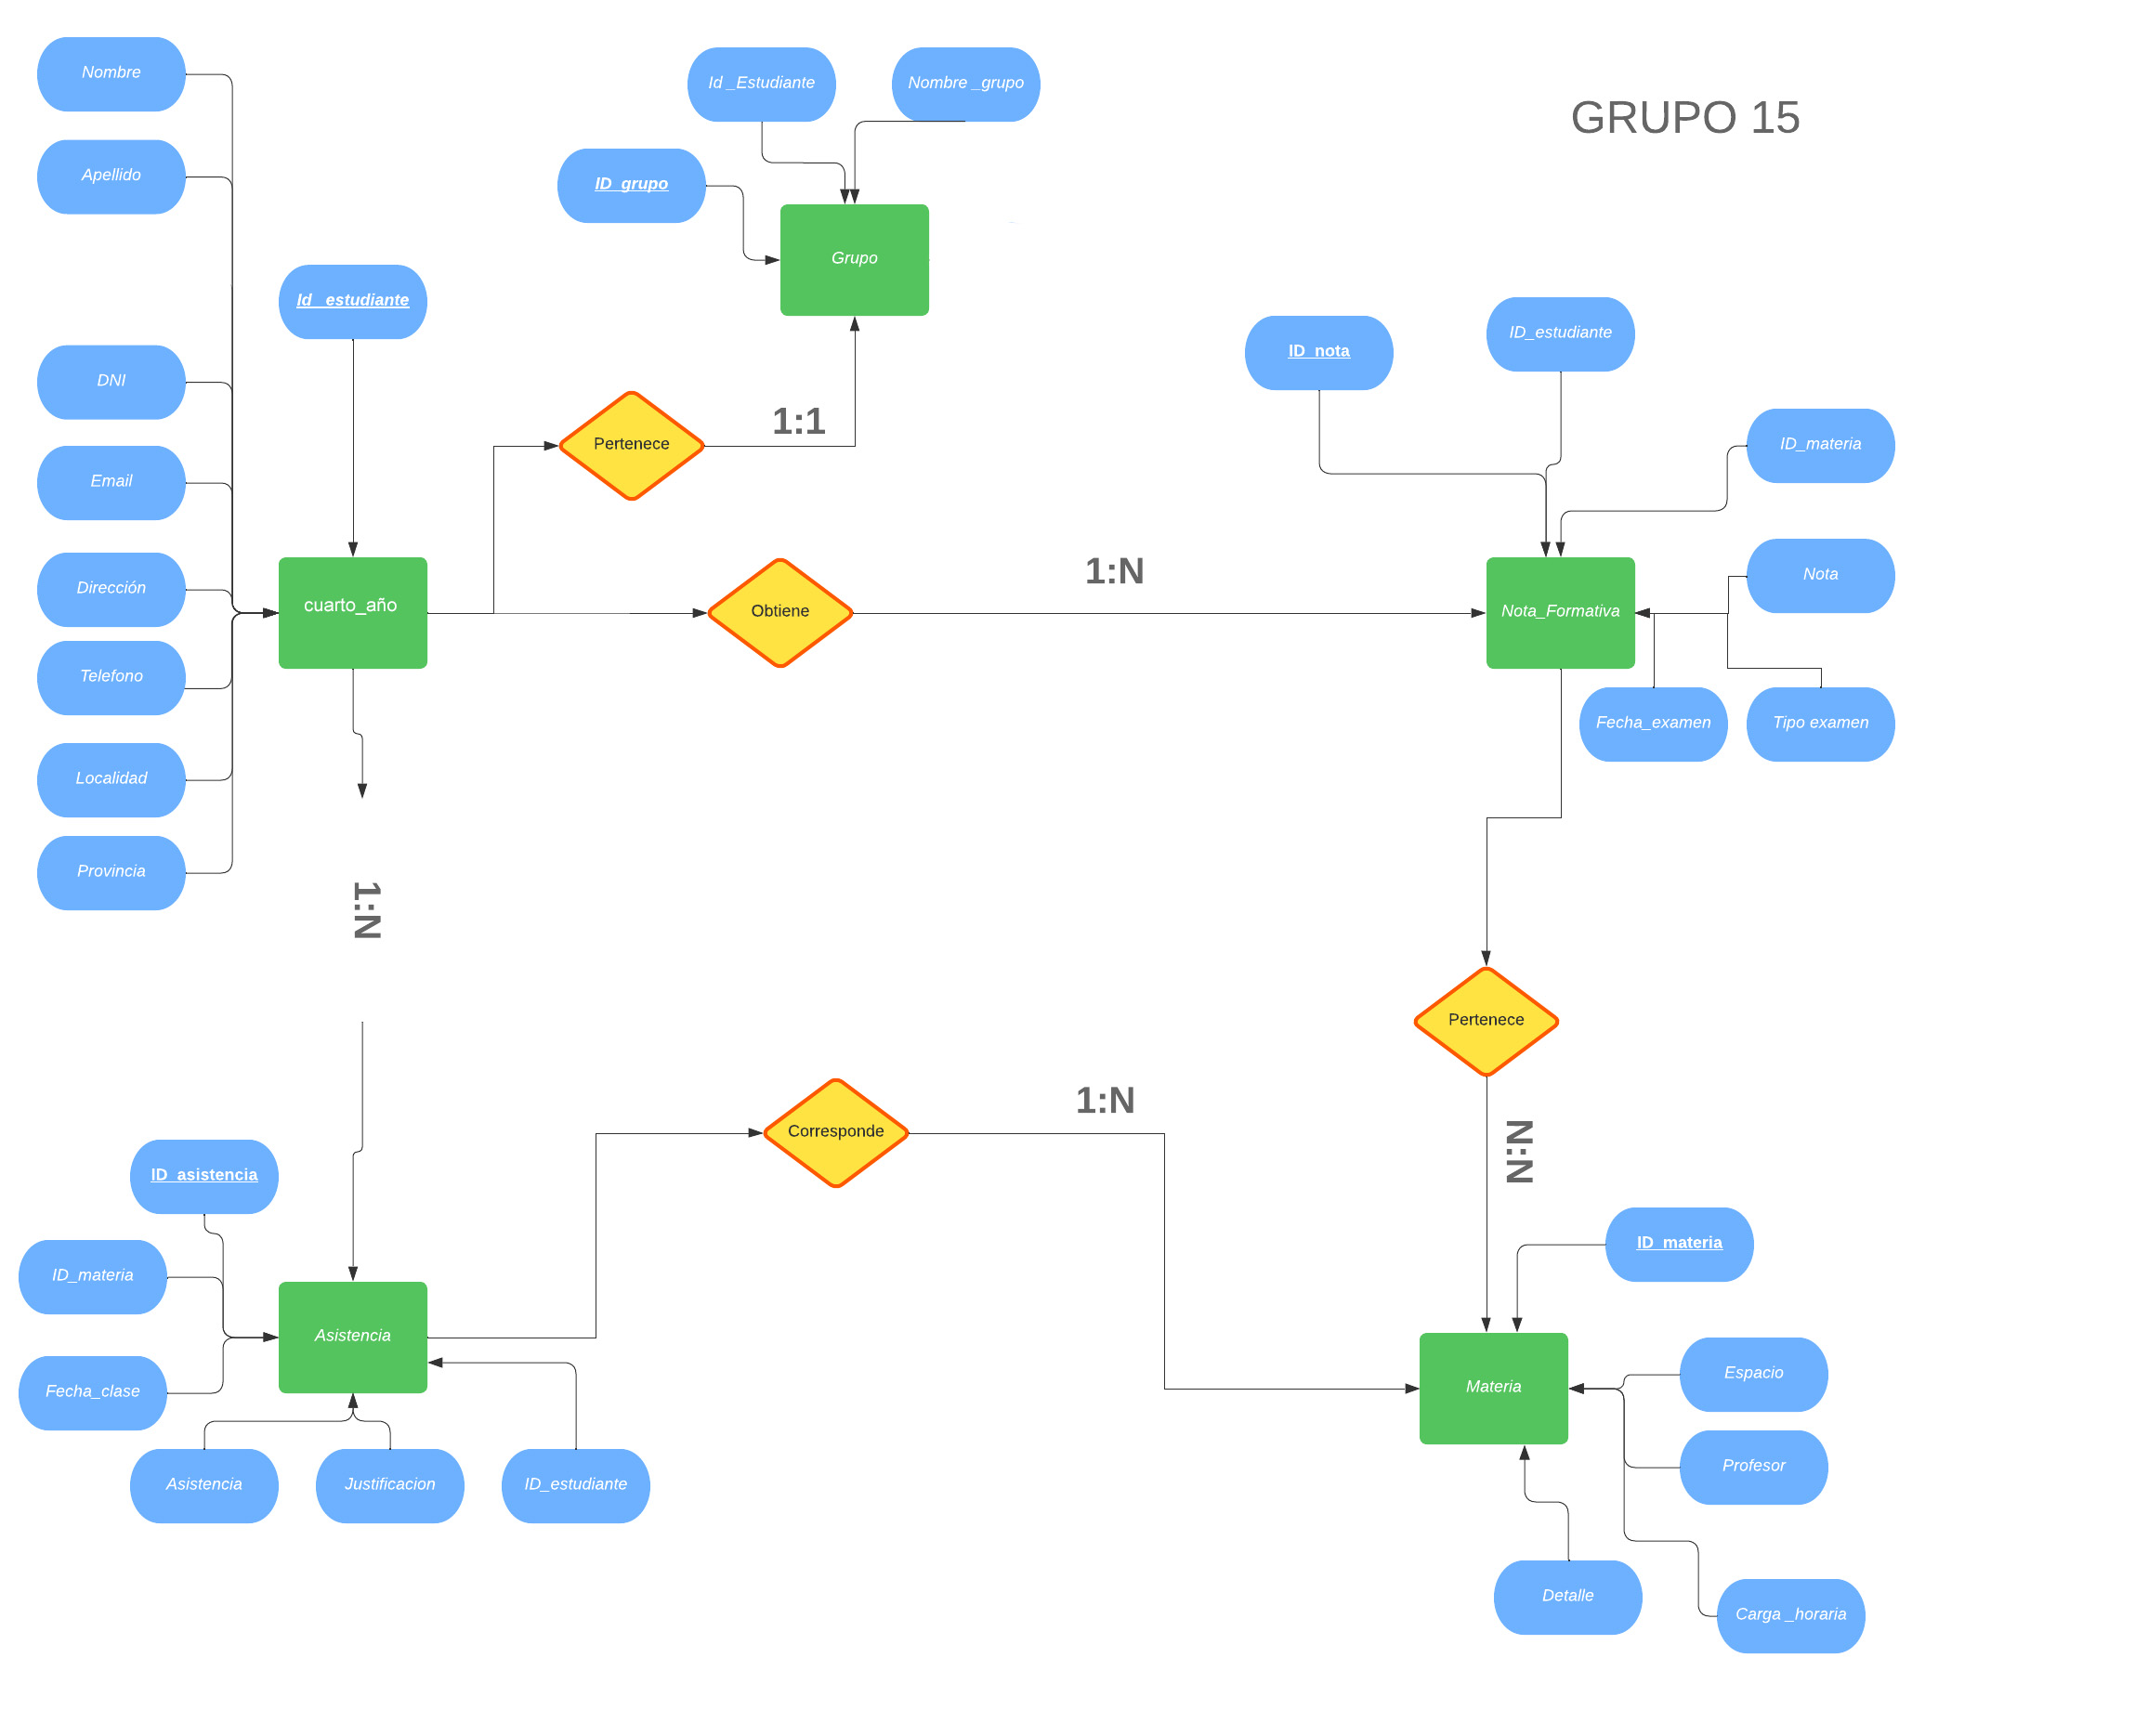 Nombre
Id _Estudiante
Nombre _grupo
GRUPO 15
Apellido
ID_grupo
Grupo
Id_ estudiante
ID_nota
ID_estudiante
DNI
Pertenece
1:1
ID_materia
Email
Dirección
cuarto_año
Obtiene
1:N
Nota_Formativa
Nota
Telefono
Fecha_examen
Tipo examen
Localidad
Provincia
1:N
Pertenece
Corresponde
1:N
N:N
ID_asistencia
ID_materia
ID_materia
Asistencia
Fecha_clase
Materia
Espacio
Profesor
Asistencia
Justificacion
ID_estudiante
Detalle
Carga _horaria